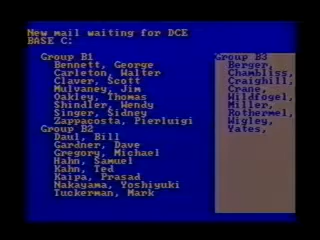 New mail waiting for DCE
BASE C:
Group B1
Bennett, George
Carleton, Walter
Claver, Scott
Mulvaney, Jim
Oakley, Thomas
Shindler, Wendy
Singer, Sidney
Zappacosta, Pierluigi
Group B2
Daul, Bill
Gardner, Dave
Gregory, Michael
Hahn, Samuel
Kahn, Ted
Kaipa, Prasad
Nakayama, Yoshiyuki
Tuckerman, Mark
Group B3
Berger,
Chambliss,
Craighill,
Crane,
Wildfogel,
Miller,
Rothermel,
Wigley,
Yates,